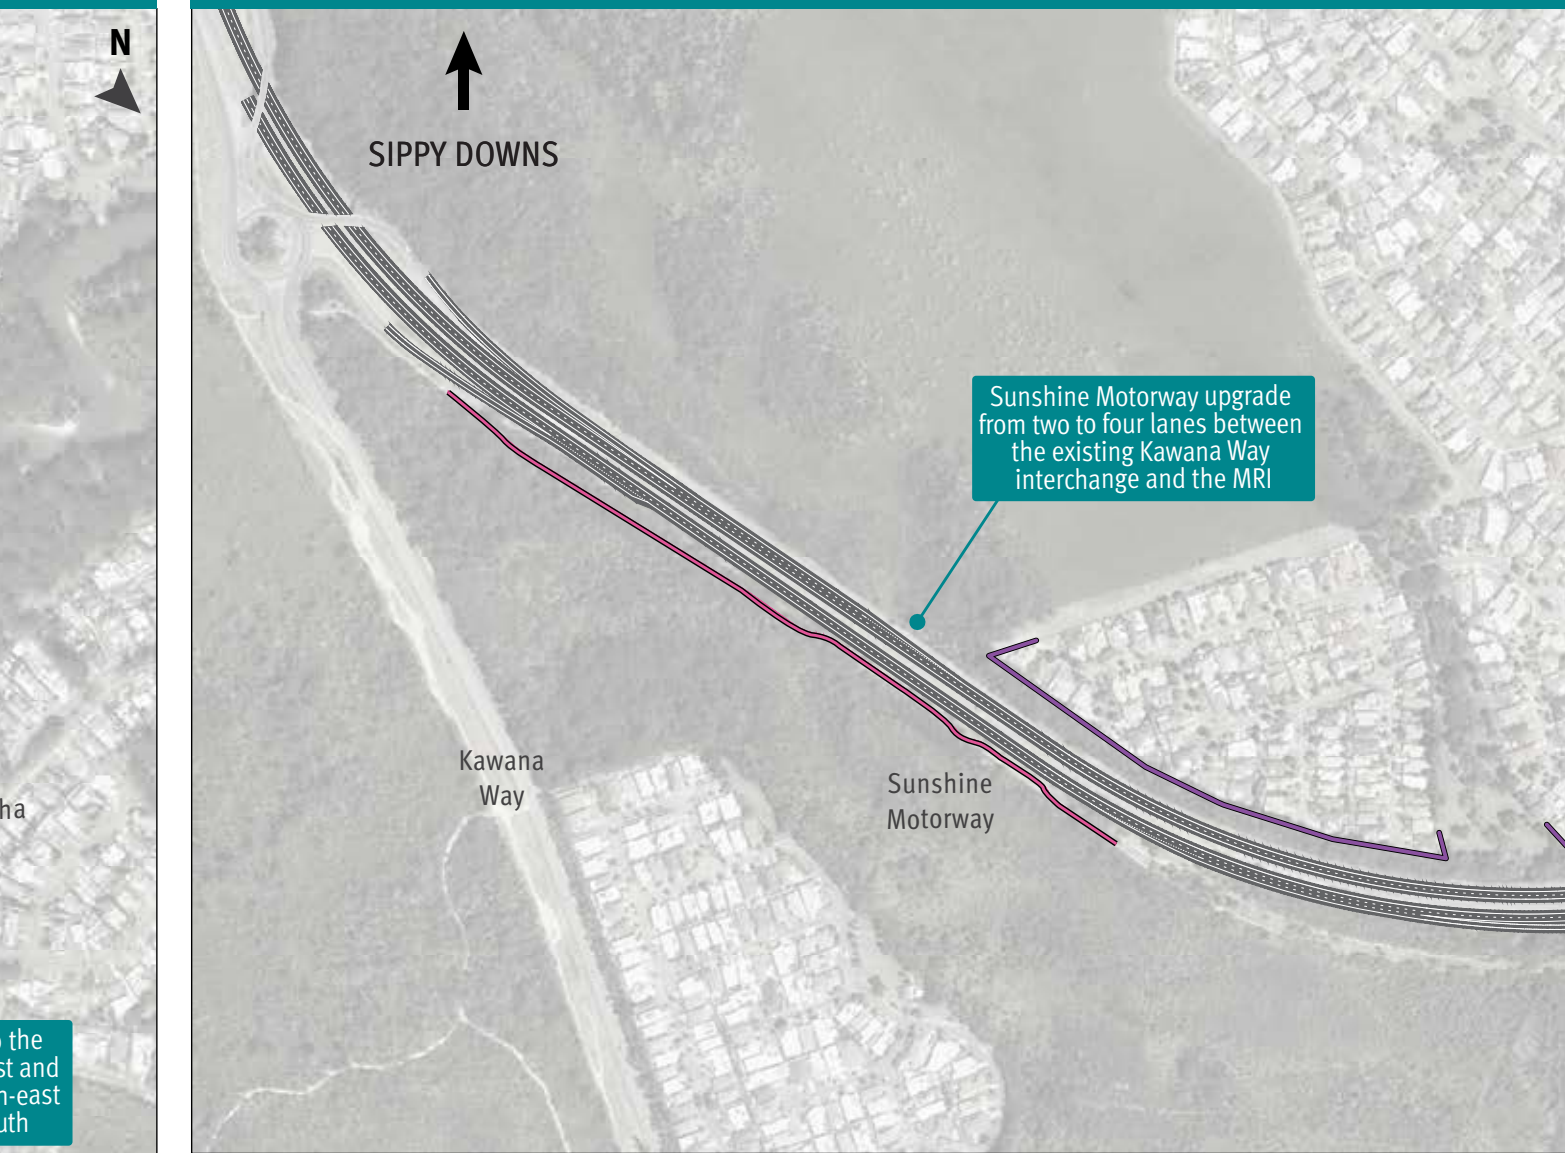 N
SIPPY DOWNS
Sunshine Motorway upgrade
from two to four lanes between
the existing Kawana Way
interchange and the MRI
Kawana
Way
Sunshine
Motorway
ha
the
st and
-east
uth